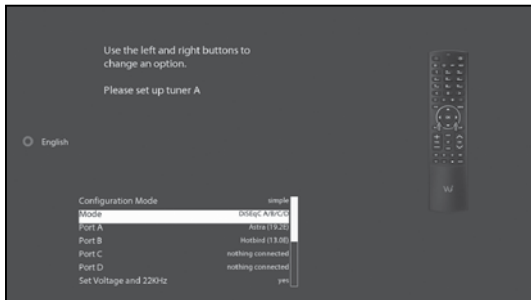 Use the left and right buttons to
change an option.
Please set up tuner A
English
Configuration Mode simple
Mode DiSEqC A/B/C/D
Port A Astra (19.2E)
Port B Hotbird (13.0E)
Port C nothing connected
Port D nothing connected
Set Voltage and 22KHz yes